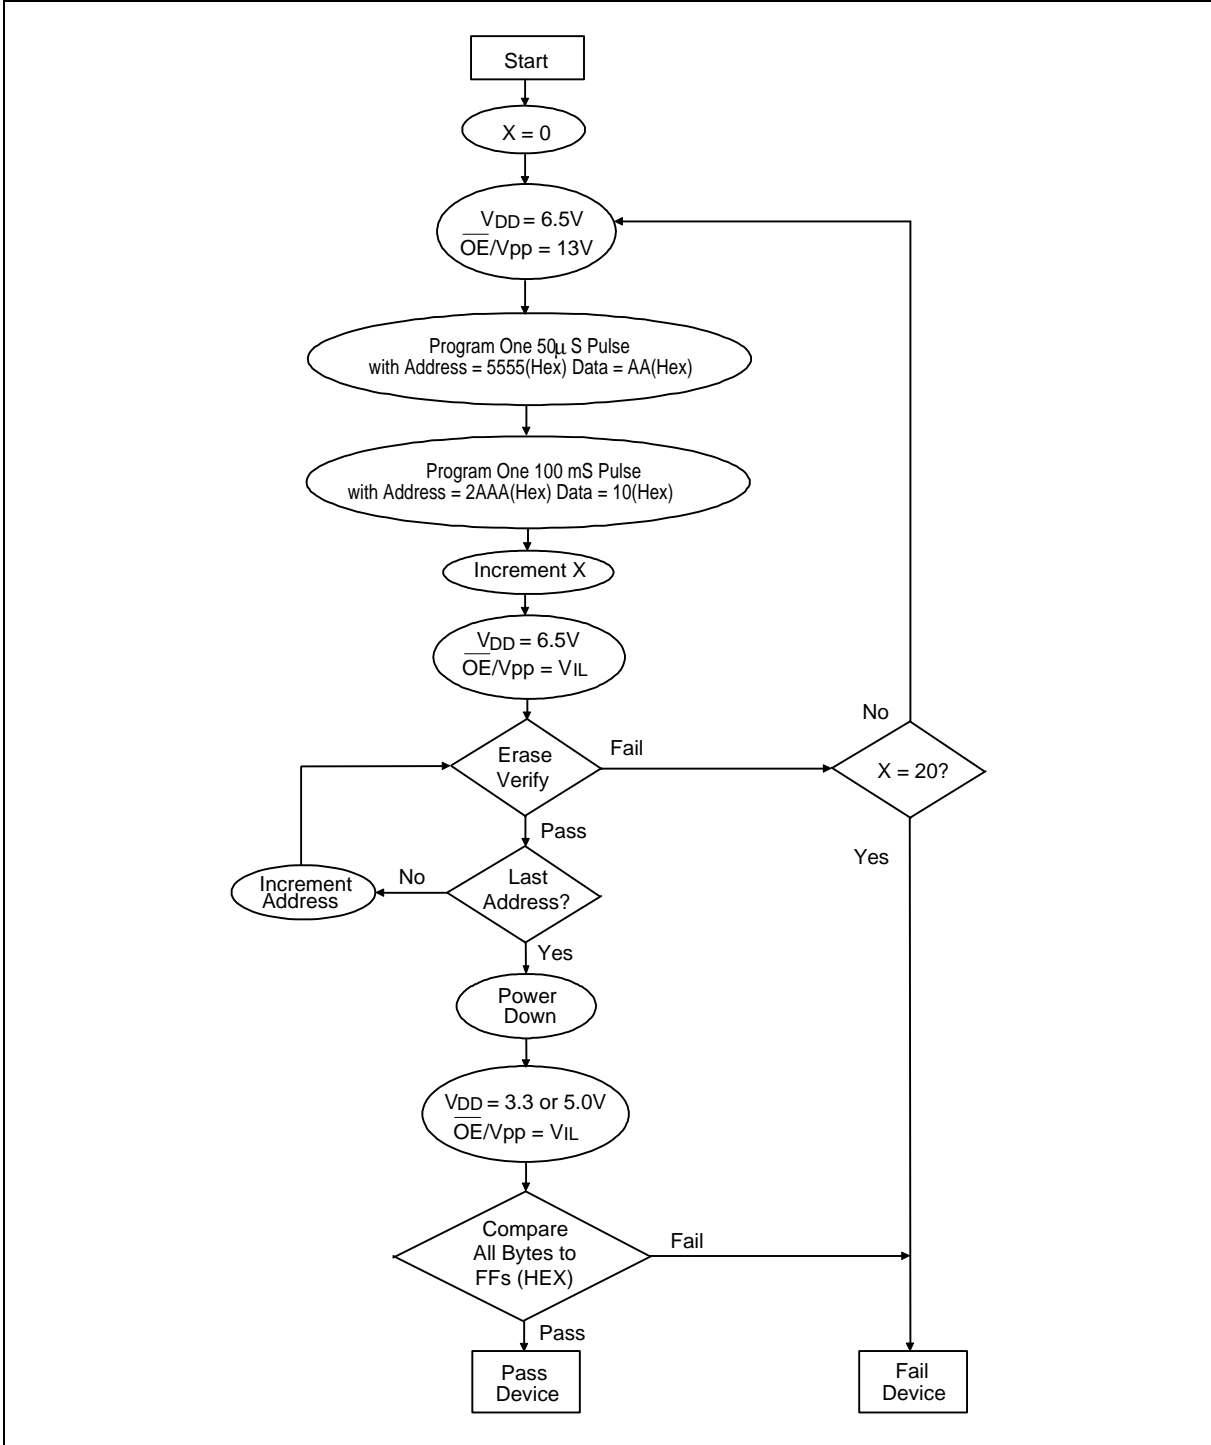 Start
X = 0
VDD = 6.5V
OE/Vpp = 13V
Program One 50μ S Pulse
with Address = 5555(Hex) Data = AA(Hex)
Program One 100 mS Pulse
with Address = 2AAA(Hex) Data = 10(Hex)
Increment X
VDD = 6.5V
OE/Vpp = VIL
No
Erase
Verify
Fail
X = 20?
Pass
Yes
Increment
Address
No
Last
Address?
Yes
Power
Down
VDD = 3.3 or 5.0V
OE/Vpp = VIL
Compare
All Bytes to
FFs (HEX)
Fail
Pass
Pass
Device
Fail
Device